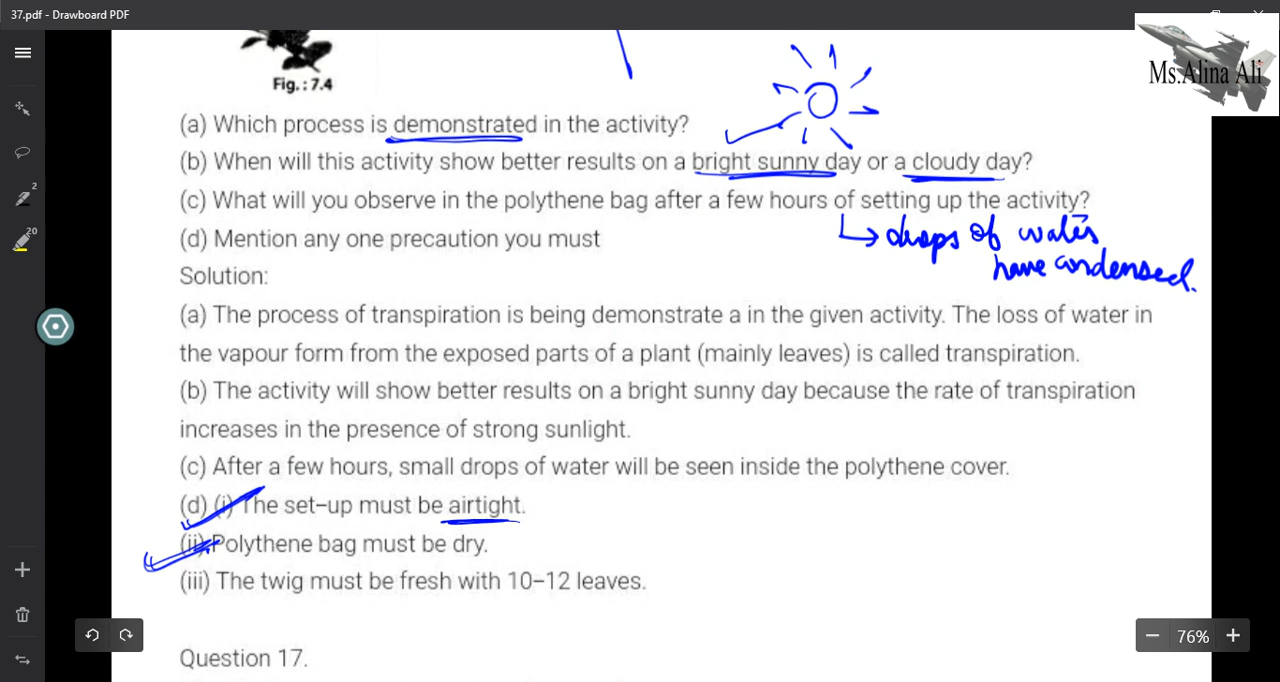 37.pdf - Drawboard PDF
Ms.Alina Ali
2
20
Fig.:7.4
(a) Which process is demonstrated in the activity?
(b) When will this activity show better results on a bright sunny day or a cloudy day?
(c) What will you observe in the polythene bag after a few hours of setting up the activity?
drops of water
have condensed.
(d) Mention any one precaution you must
Solution:
(a) The process of transpiration is being demonstrate a in the given activity. The loss of water in
the vapour form from the exposed parts of a plant (mainly leaves) is called transpiration.
(b) The activity will show better results on a bright sunny day because the rate of transpiration
increases in the presence of strong sunlight.
(c) After a few hours, small drops of water will be seen inside the polythene cover.
(d) (i) The set-up must be airtight.
(ii) Polythene bag must be dry.
(iii) The twig must be fresh with 10-12 leaves.
76%
Question 17.